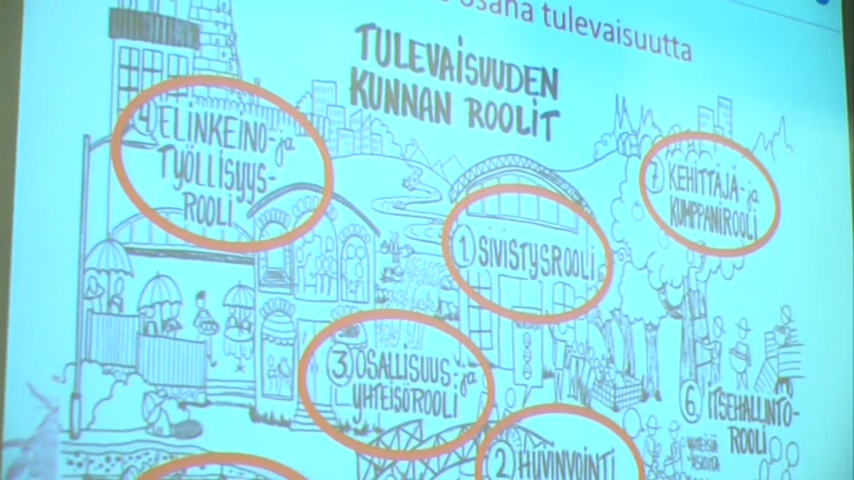 osana tulevaisuutta
TULEVAISUUDEN
KUNNAN ROOLIT
4 ELINKEINO- ja
TYÖLLISYYS-
ROOLI
7 KEHITTÄJÄ- ja
KUMPPANIROOLI
1 SIVISTYSROOLI
3 OSALLISUUS- ja
YHTEISÖROOLI
6 ITSEHALLINTO-
ROOLI
2 HYVINVOINTI